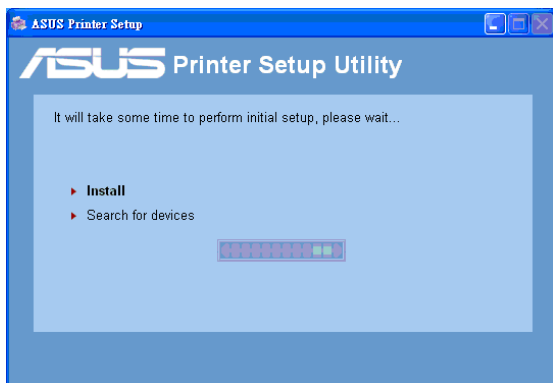 ASUS Printer Setup
ASUS Printer Setup Utility
It will take some time to perform initial setup, please wait...
Install
Search for devices